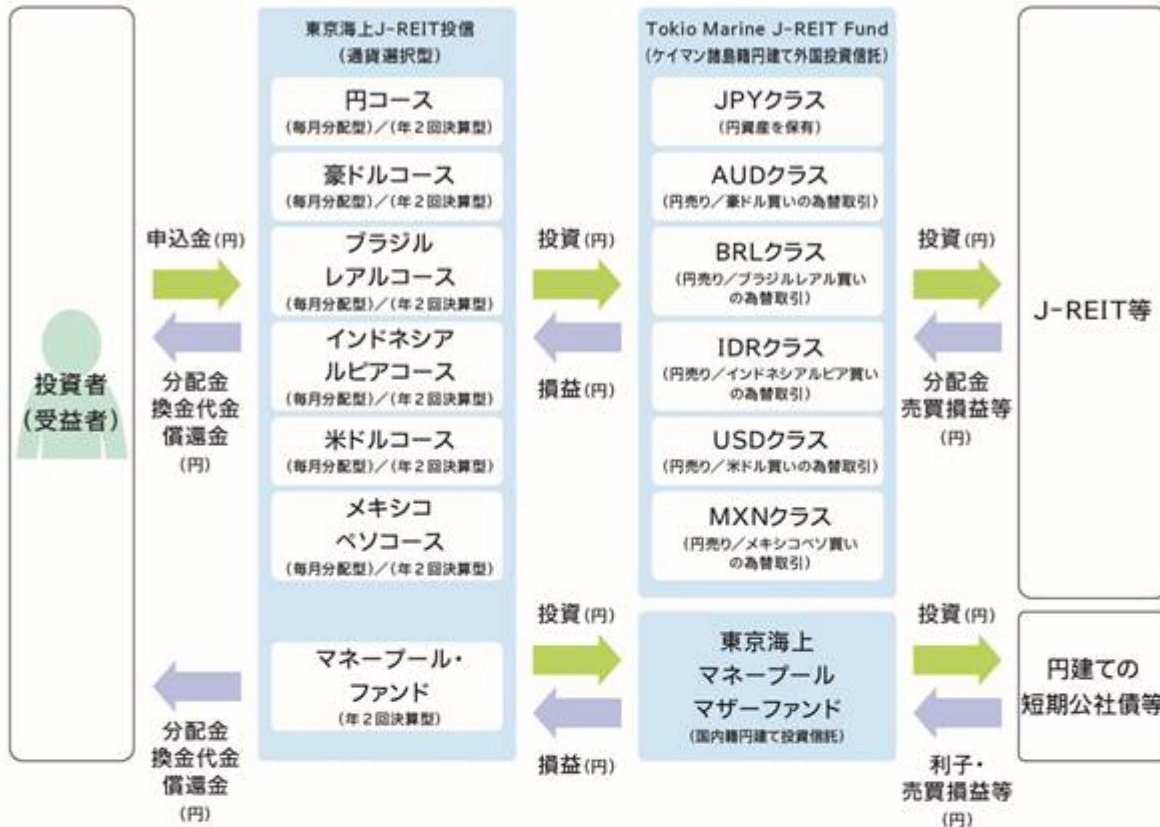 東京海上J-REIT投信
(通貨選択型)
円コース
(毎月分配型)/(年2回決算型)
豪ドルコース
(毎月分配型)/(年2回決算型)
ブラジル
レアルコース
(毎月分配型)/(年2回決算型)
インドネシア
ルピアコース
(毎月分配型)/(年2回決算型)
米ドルコース
(毎月分配型)/(年2回決算型)
メキシコ
ペソコース
(毎月分配型)/(年2回決算型)
マネープール・
ファンド
(年2回決算型)
Tokio Marine J-REIT Fund
(ケイマン諸島籍円建て外国投資信託)
JPYクラス
(円資産を保有)
AUDクラス
(円売り/豪ドル買いの為替取引)
BRLクラス
(円売り/ブラジルレアル買い
の為替取引)
IDRクラス
(円売り/インドネシアルピア買い
の為替取引)
USDクラス
(円売り/米ドル買いの為替取引)
MXNクラス
(円売り/メキシコペソ買い
の為替取引)
東京海上
マネープール
マザーファンド
(国内籍円建て投資信託)
投資者
(受益者)
申込金(円)
分配金
換金代金
償還金
(円)
分配金
換金代金
償還金
(円)
投資(円)
損益(円)
投資(円)
損益(円)
投資(円)
分配金
売買損益等
(円)
投資(円)
利子・
売買損益等
(円)
J-REIT等
円建ての
短期公社債等